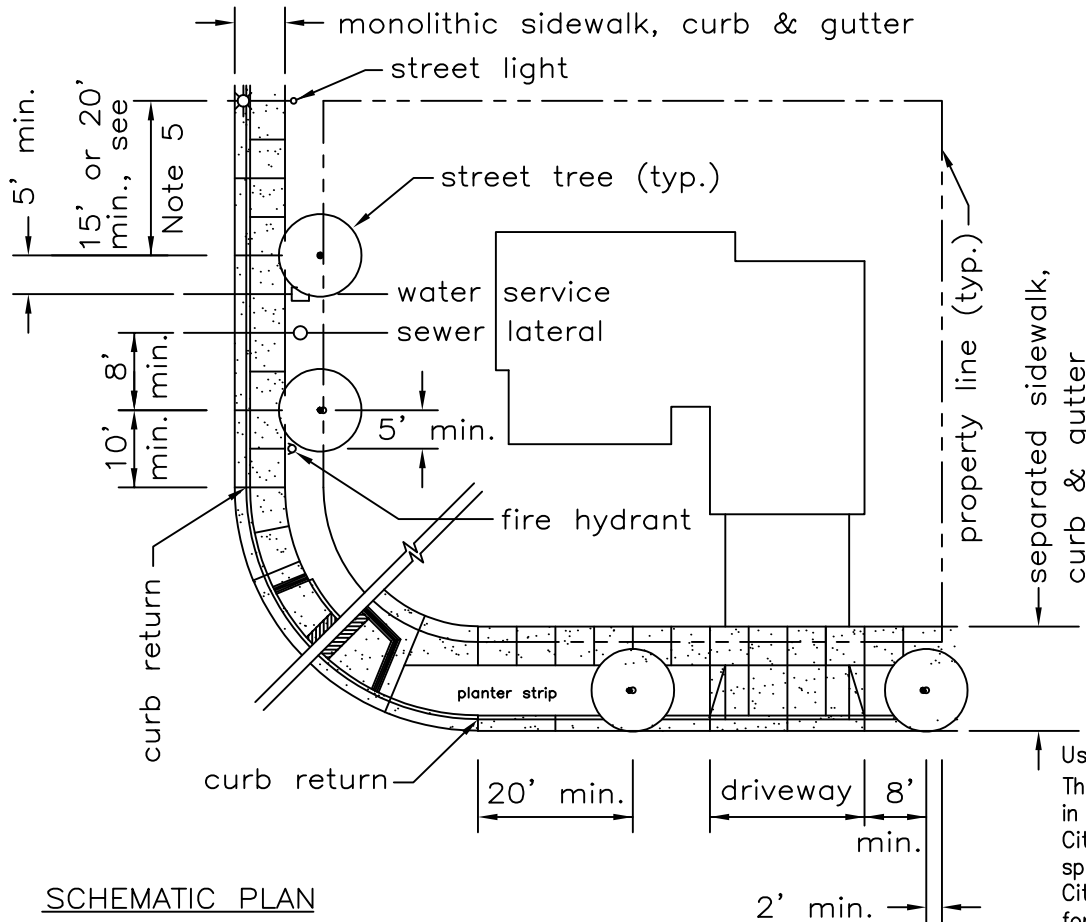 monolithic sidewalk, curb & gutter
street light
5' min.
15' or 20'
min., see
Note 5
street tree (typ.)
water service
sewer lateral
8' min.
10' min.
5' min.
fire hydrant
property line (typ.)
separated sidewalk,
curb & gutter
curb return
planter strip
curb return
20' min.
driveway
8'
min.
2' min.
SCHEMATIC PLAN
Us
Th
in
Cit
sp
Cit